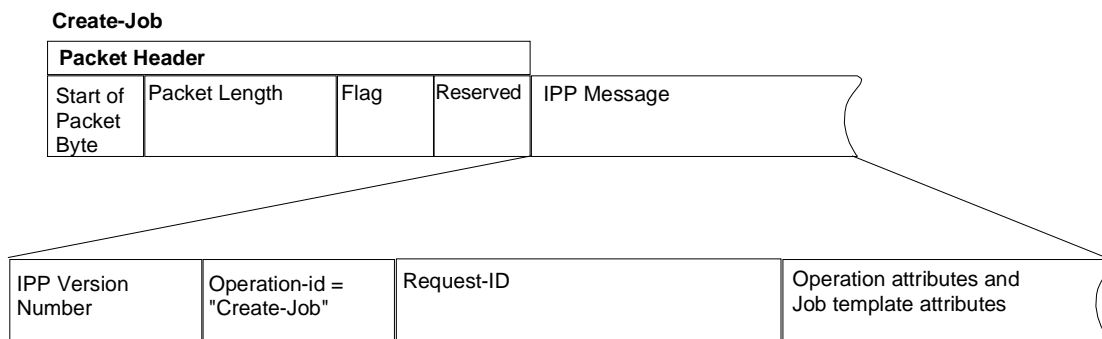 Create-Job
Packet Header
Start of
Packet
Byte
Packet Length
Flag
Reserved
IPP Message
IPP Version
Number
Operation-id =
"Create-Job"
Request-ID
Operation attributes and
Job template attributes